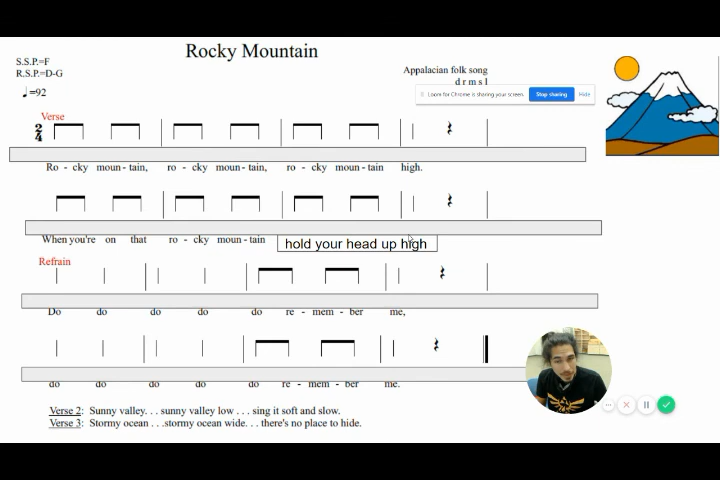 Rocky Mountain
S.S.P.=F
R.S.P.=D-G
Appalacian folk song
d r m s l
♩=92
Loom for Chrome is sharing your screen.
Stop sharing
Hide
Verse
2
4
Ro - cky moun - tain, ro - cky moun - tain, ro - cky moun - tain high.
When you're on that ro - cky moun - tain hold your head up high
Refrain
Do do do do do re - mem - ber me,
do do do do do re - mem - ber me.
Verse 2: Sunny valley. . . sunny valley low . . . sing it soft and slow.
Verse 3: Stormy ocean . . .stormy ocean wide. . . there's no place to hide.